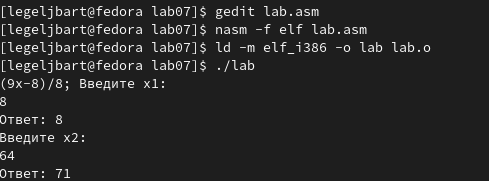 [legeljbart@fedora lab07]$ gedit lab.asm
[legeljbart@fedora lab07]$ nasm -f elf lab.asm
[legeljbart@fedora lab07]$ ld -m elf_i386 -o lab lab.o
[legeljbart@fedora lab07]$ ./lab
(9x-8)/8; Введите x1:
8
Ответ: 8
Введите x2:
64
Ответ: 71